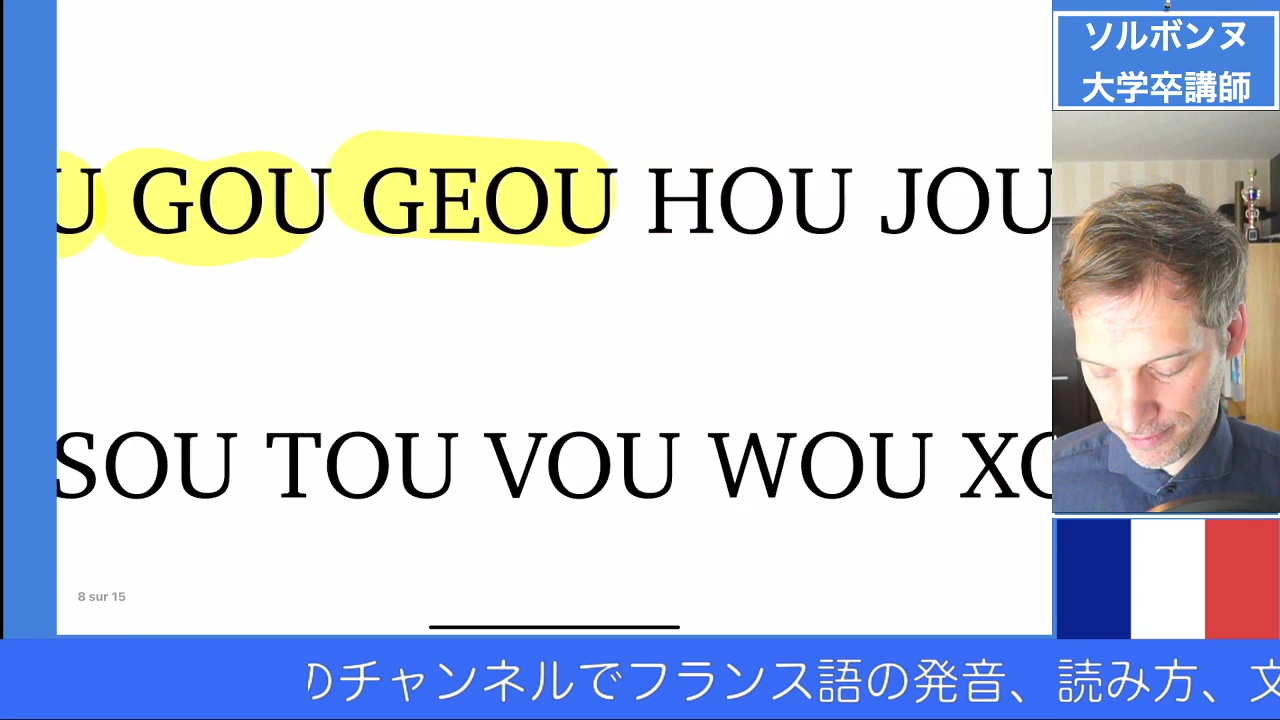 ソルボンヌ
大学卒講師
U GOU GEOU HOU JOU
SOU TOU VOU WOU
8 sur 15
チャンネルでフランス語の発音、読み方、